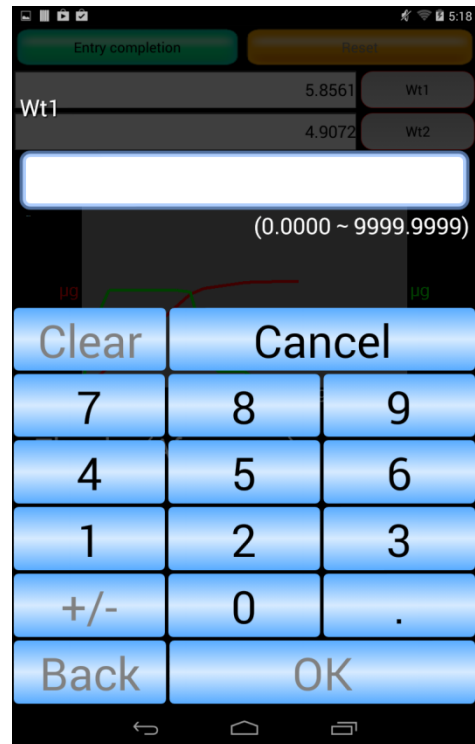 5:18
Entry completion Reset
5.8561 Wt1
Wt1
4.9072 Wt2
(0.0000 ~ 9999.9999)
µg µg
Clear Cancel
7 8 9
4 5 6
1 2 3
+/- 0 .
Back OK